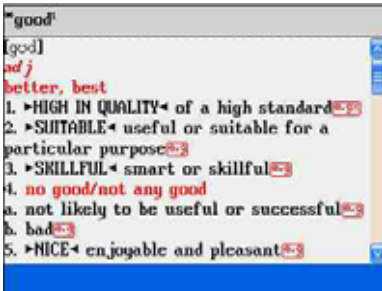 *good¹
[gʊd]
adj
better, best
1. ►HIGH IN QUALITY◄ of a high standard
2. ►SUITABLE◄ useful or suitable for a
particular purpose
3. ►SKILLFUL◄ smart or skillful
4. no good/not any good
a. not likely to be useful or successful
b. bad
5. ►NICE◄ enjoyable and pleasant